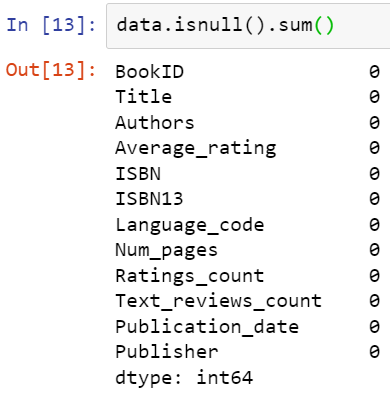 In [13]: data.isnull().sum()
Out[13]: BookID 0
Title 0
Authors 0
Average_rating 0
ISBN 0
ISBN13 0
Language_code 0
Num_pages 0
Ratings_count 0
Text_reviews_count 0
Publication_date 0
Publisher 0
dtype: int64